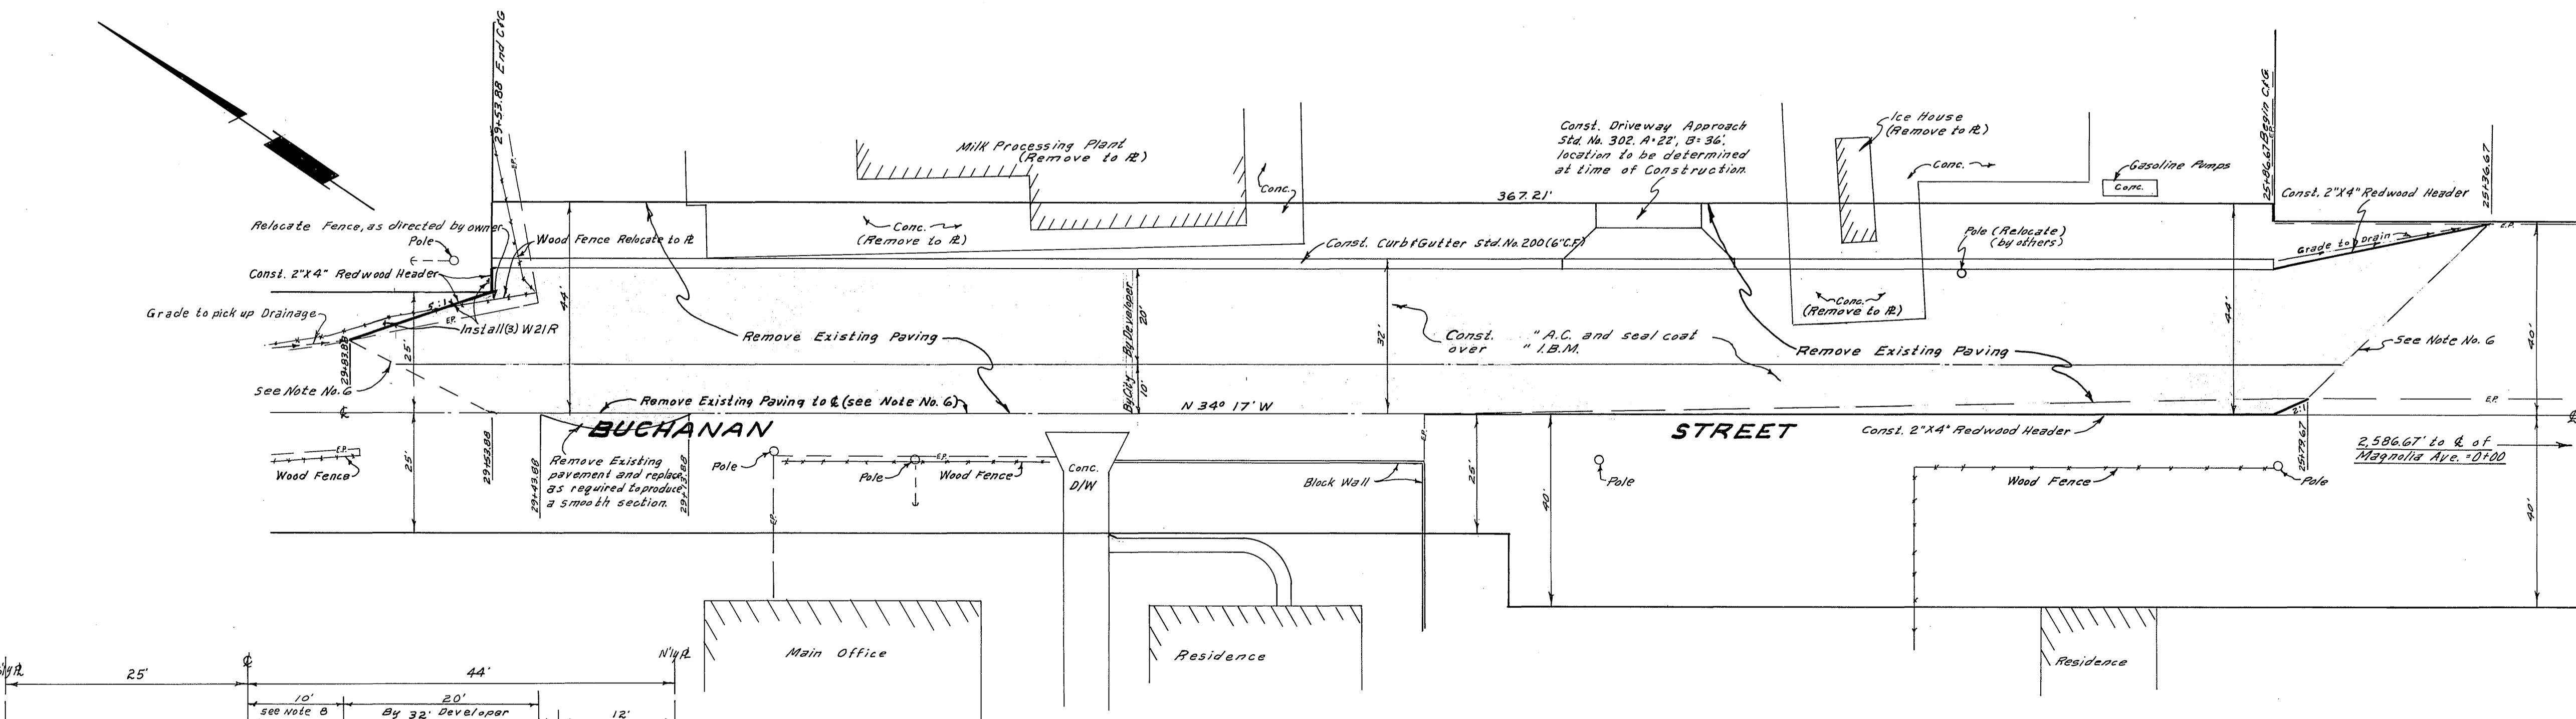 29+53.88 End C&G
E.P.
Milk Processing Plant
(Remove to ℞)
Conc.
Const. Driveway Approach
Std. No. 302, A=22', B=36',
location to be determined
at time of Construction.
Ice House
(Remove to ℞)
Conc.
Gasoline Pumps
Conc.
25+86.67 Begin C&G
E.P.
Const. 2"X4" Redwood Header
25+36.67
367.21'
Relocate Fence, as directed by owner
Pole
Wood Fence Relocate to ℞
Conc.
(Remove to ℞)
Const. Curb & Gutter Std. No. 200 (6" C.F.)
Pole (Relocate)
(by others)
Grade to Drain
E.P.
Const. 2"X4" Redwood Header
Grade to pick up Drainage
5:1
E.P.
Install (3) W21R
44'
Remove Existing Paving
By Developer
20'
32'
Const. " A.C. and seal coat
over " I.B.M.
Conc.
(Remove to ℞)
Remove Existing Paving
44'
See Note No. 6
40'
29+83.88
25'
See Note No. 6
℄
Remove Existing Paving to ℄ (see Note No. 6)
By City
10'
N 34° 17' W
2:1
E.P.
℄
BUCHANAN
STREET
Const. 2"X4" Redwood Header
2,586.67' to ℄ of
Magnolia Ave. = 0+00
E.P.
Wood Fence
25'
29+53.88
29+43.88
Remove Existing
pavement and replace
as required to produce
a smooth section.
Pole
E.P.
Pole
E.P.
Wood Fence
Conc.
D/W
Block Wall
E.P.
25'
40'
Pole
Wood Fence
25+77.67
Pole
40'
Main Office
Residence
Residence
℄
25'
44'
N'ly ℞
10'
20'
see Note 8
By 32' Developer
12'